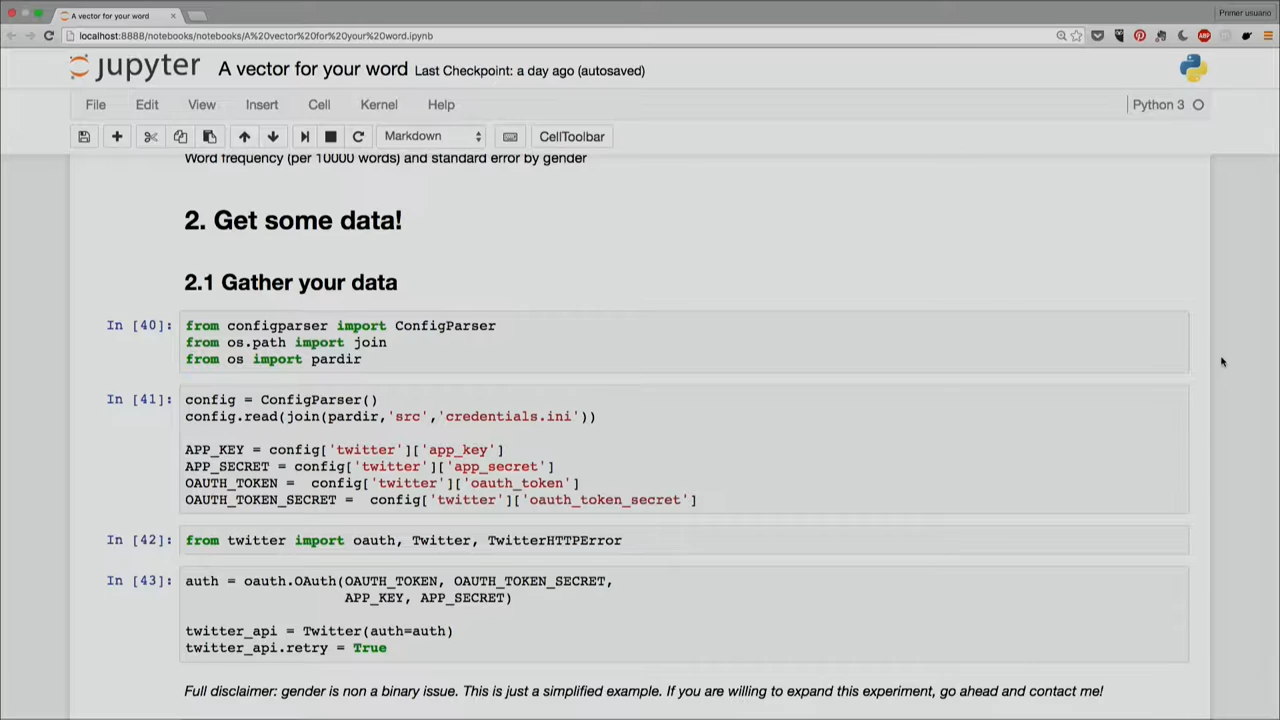 A vector for your word
Primer usuario
localhost:8888/notebooks/notebooks/A%20vector%20for%20your%20word.ipynb
ABP
jupyter A vector for your word Last Checkpoint: a day ago (autosaved)
File Edit View Insert Cell Kernel Help Python 3
Markdown CellToolbar
Word frequency (per 10000 words) and standard error by gender
2. Get some data!
2.1 Gather your data
In [40]: from configparser import ConfigParser
from os.path import join
from os import pardir
In [41]: config = ConfigParser()
config.read(join(pardir,'src','credentials.ini'))
APP_KEY = config['twitter']['app_key']
APP_SECRET = config['twitter']['app_secret']
OAUTH_TOKEN =  config['twitter']['oauth_token']
OAUTH_TOKEN_SECRET =  config['twitter']['oauth_token_secret']
In [42]: from twitter import oauth, Twitter, TwitterHTTPError
In [43]: auth = oauth.OAuth(OAUTH_TOKEN, OAUTH_TOKEN_SECRET,
APP_KEY, APP_SECRET)
twitter_api = Twitter(auth=auth)
twitter_api.retry = True
Full disclaimer: gender is non a binary issue. This is just a simplified example. If you are willing to expand this experiment, go ahead and contact me!